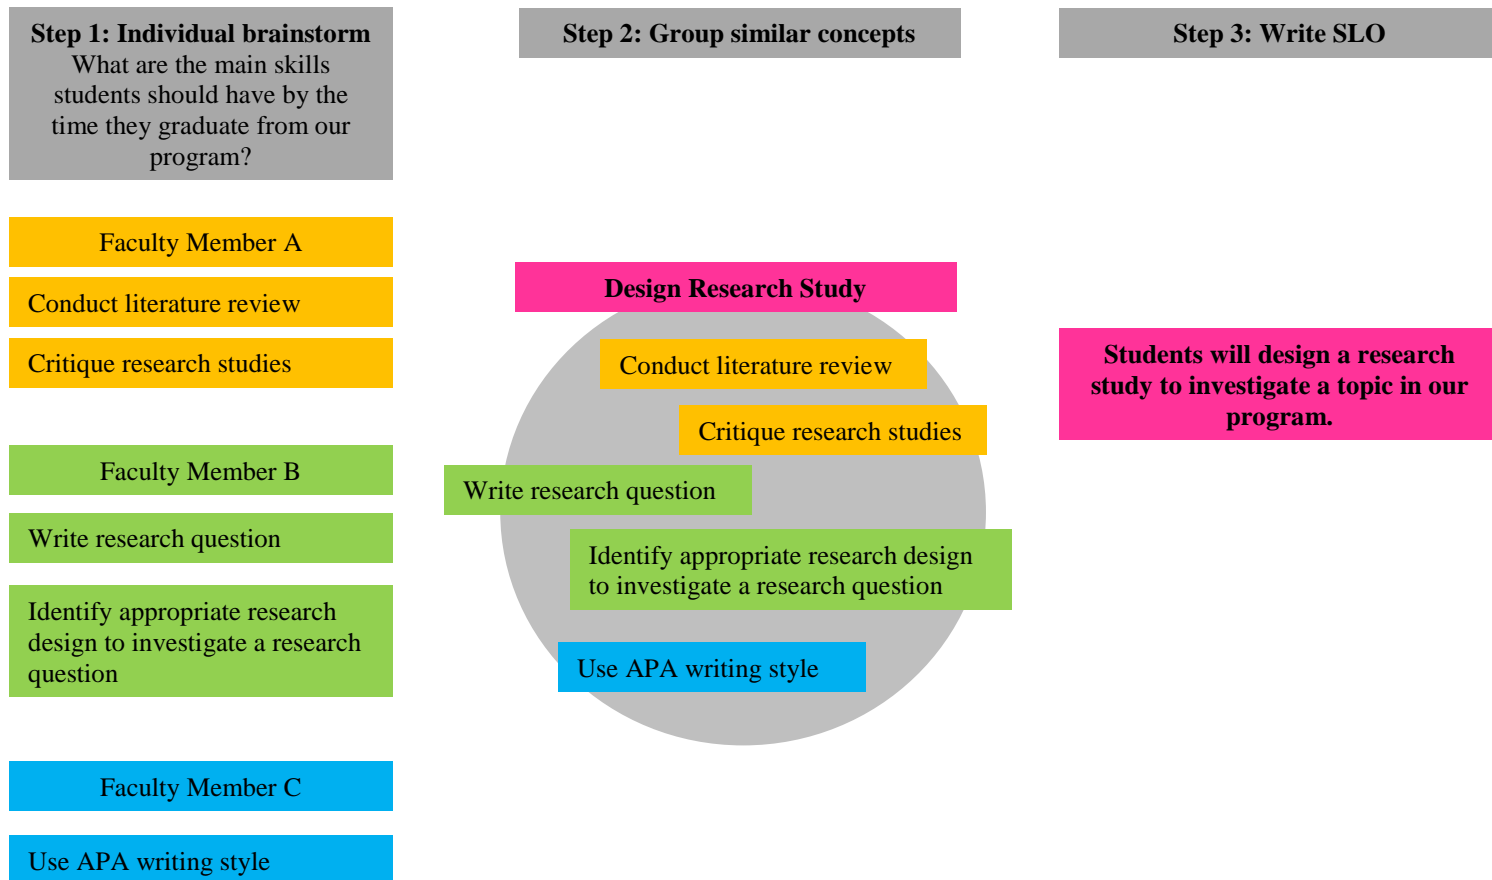 Step 1: Individual brainstorm
What are the main skills
students should have by the
time they graduate from our
program?
Faculty Member A
Conduct literature review
Critique research studies
Faculty Member B
Write research question
Identify appropriate research
design to investigate a research
question
Faculty Member C
Use APA writing style
Step 2: Group similar concepts
Design Research Study
Conduct literature review
Critique research studies
Write research question
Identify appropriate research design
to investigate a research question
Use APA writing style
Step 3: Write SLO
Students will design a research
study to investigate a topic in our
program.